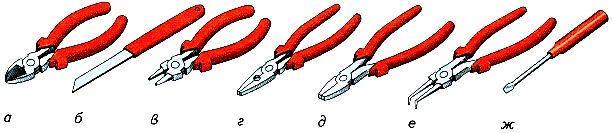 а б в г д е ж